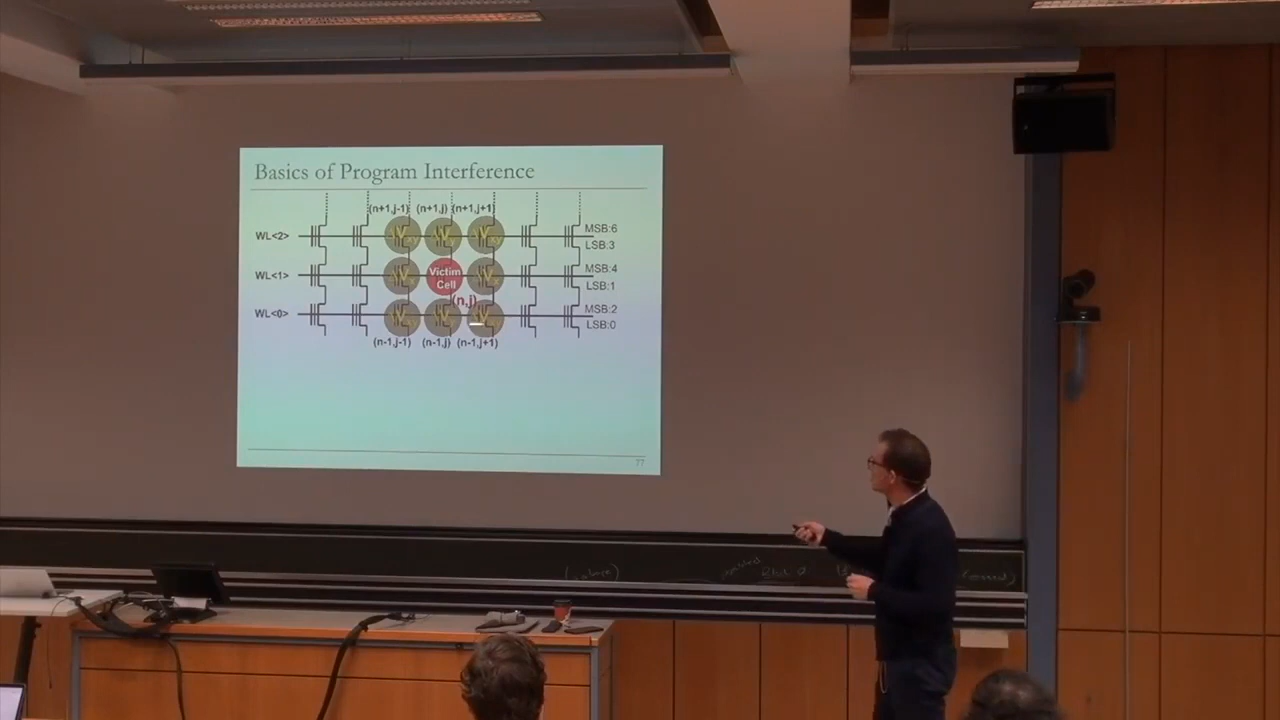 Basics of Program Interference
(n+1,j-1) (n+1,j) (n+1,j+1)
WL<2>
MSB:6
LSB:3
WL<1>
Victim
Cell
MSB:4
LSB:1
(n,j)
WL<0>
MSB:2
LSB:0
(n-1,j-1) (n-1,j) (n-1,j+1)
77